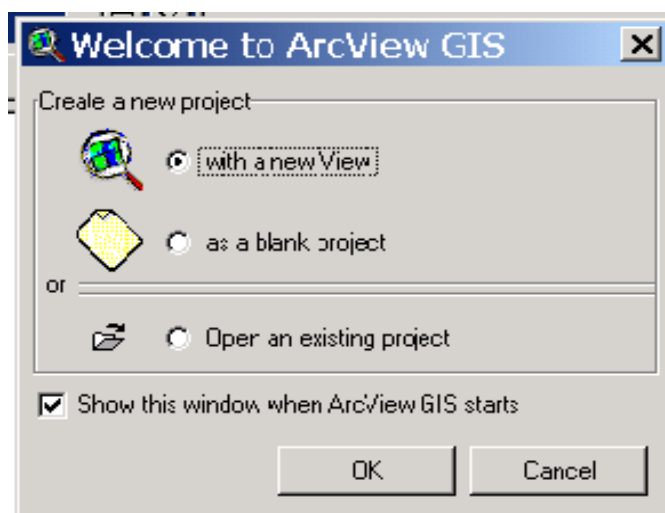 Welcome to ArcView GIS
Create a new project
with a new View
as a blank project
or
Open an existing project
Show this window when ArcView GIS starts
OK Cancel